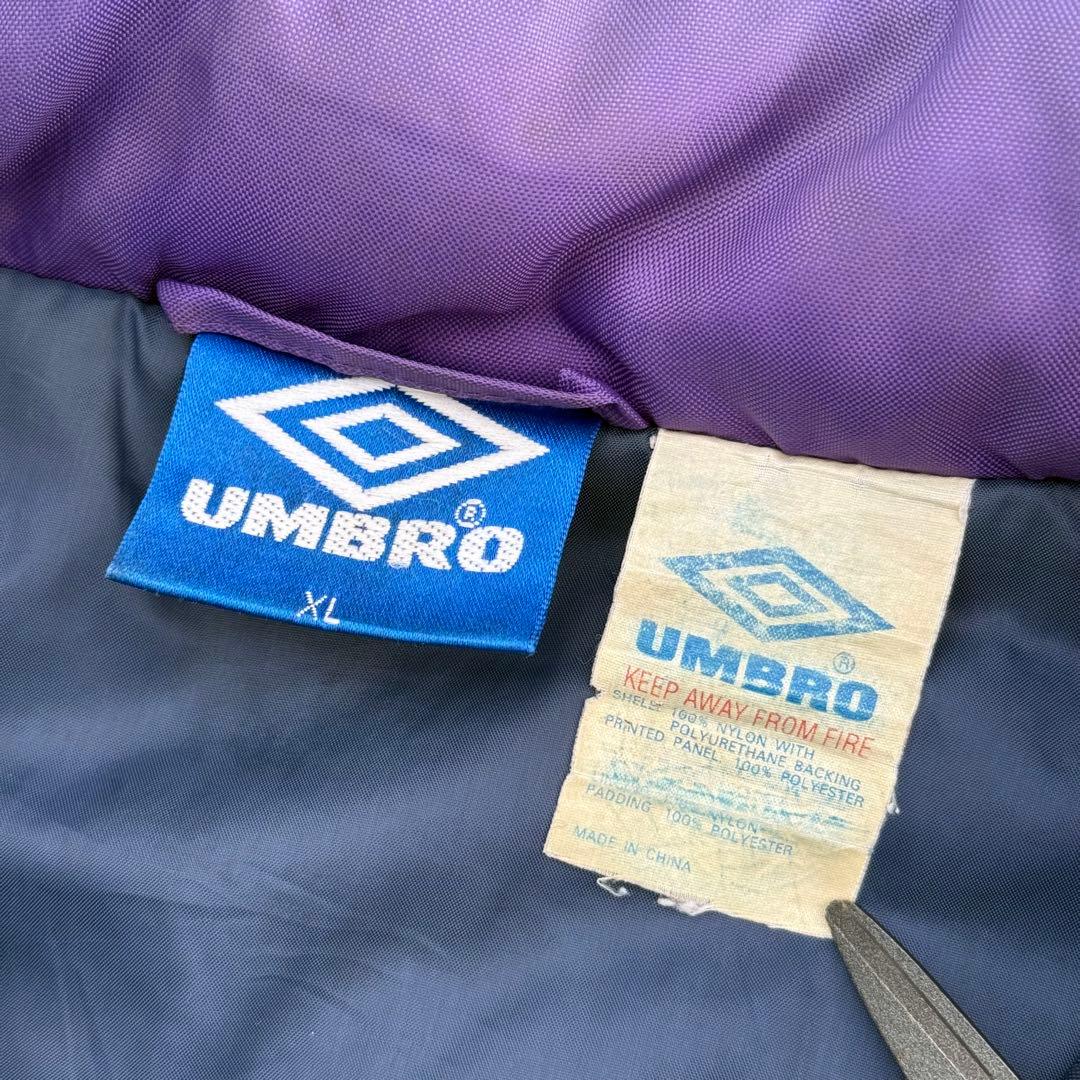 UMBRO ®
XL
UMBRO ®
KEEP AWAY FROM FIRE
SHELL: 100% NYLON WITH
POLYURETHANE BACKING
PRINTED PANEL: 100% POLYESTER
NYLON
PADDING 100% POLYESTER
MADE IN CHINA